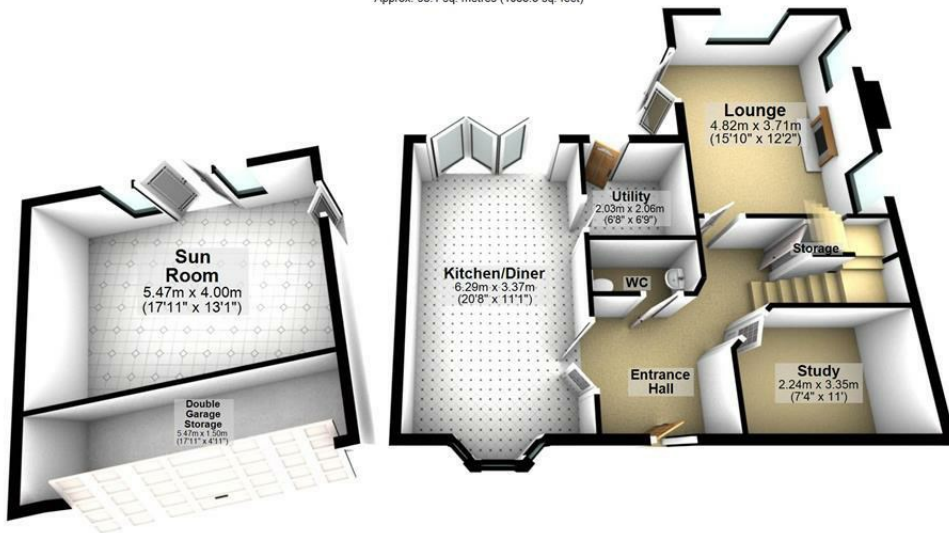 Lounge
4.82m x 3.71m
(15'10" x 12'2")
Utility
2.03m x 2.06m
(6'8" x 6'9")
Sun
Room
5.47m x 4.00m
(17'11" x 13'1")
Kitchen/Diner
6.29m x 3.37m
(20'8" x 11'1")
WC
Storage
Entrance
Hall
Study
2.24m x 3.35m
(7'4" x 11')
Double
Garage
Storage
5.47m x 1.50m
(17'11" x 4'11")